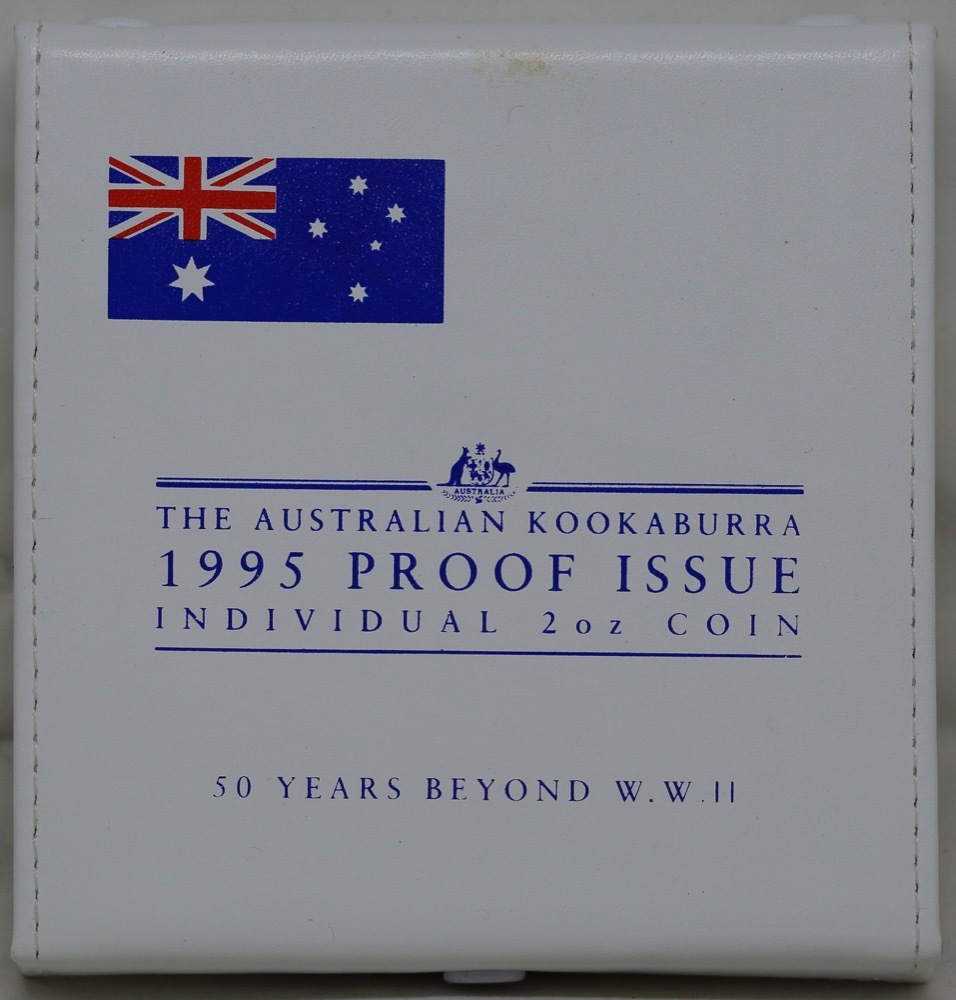 AUSTRALIA
THE AUSTRALIAN KOOKABURRA
1995 PROOF ISSUE
INDIVIDUAL 2oz COIN
50 YEARS BEYOND W.W.II